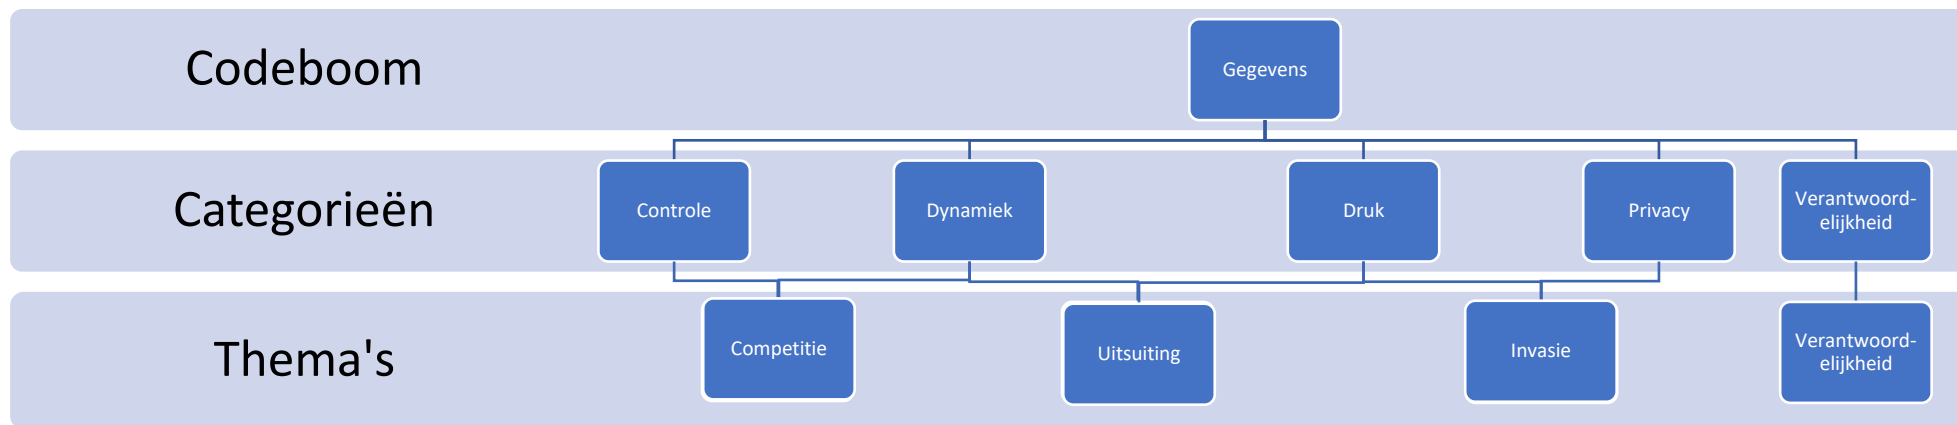 Codeboom
Gegevens
Categorieën
Controle
Dynamiek
Druk
Privacy
Verantwoord-
elijkheid
Thema's
Competitie
Uitsuiting
Invasie
Verantwoord-
elijkheid